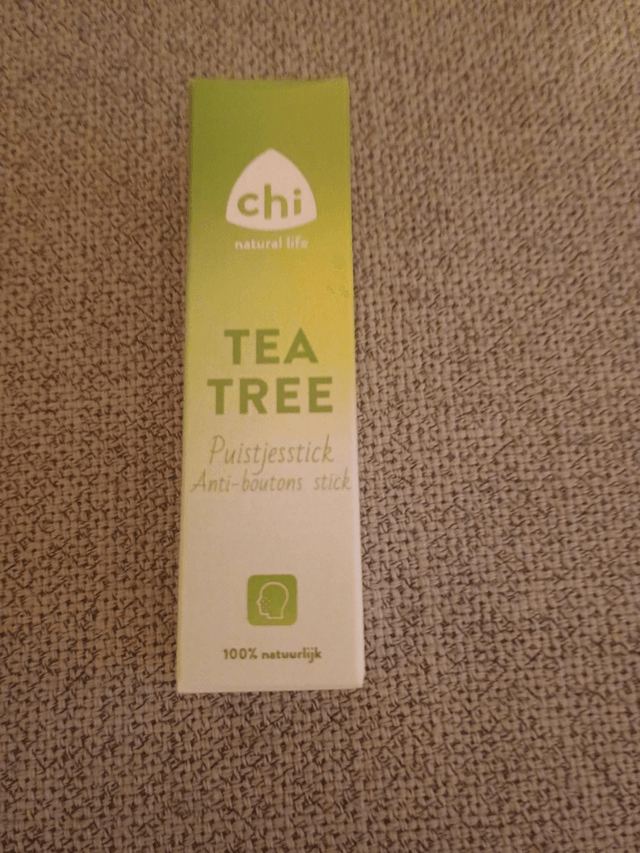 chi
natural life
TEA
TREE
Puistjesstick
Anti-boutons stick
100% natuurlijk